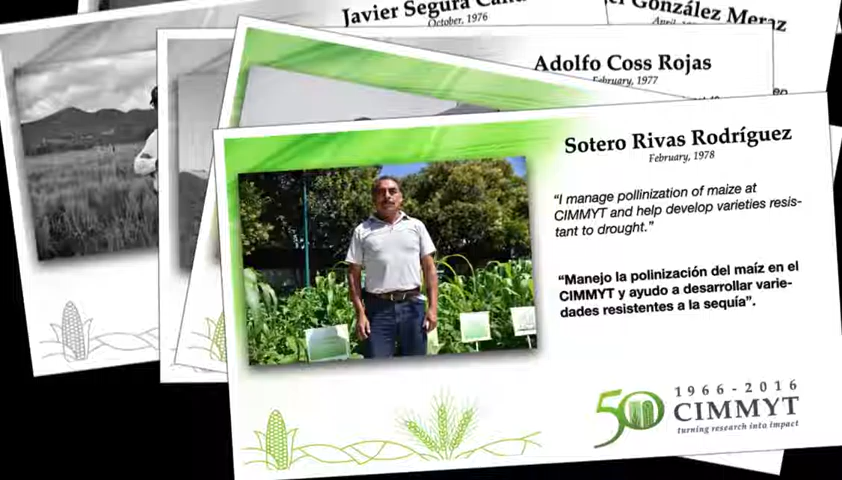 Javier Segura
October, 1976
González Meraz
Adolfo Coss Rojas
February, 1977
Sotero Rivas Rodríguez
February, 1978
“I manage pollinization of maize at
CIMMYT and help develop varieties resis-
tant to drought.”
“Manejo la polinización del maíz en el
CIMMYT y ayudo a desarrollar varie-
dades resistentes a la sequía”.
50
1966-2016
CIMMYT
turning research into impact